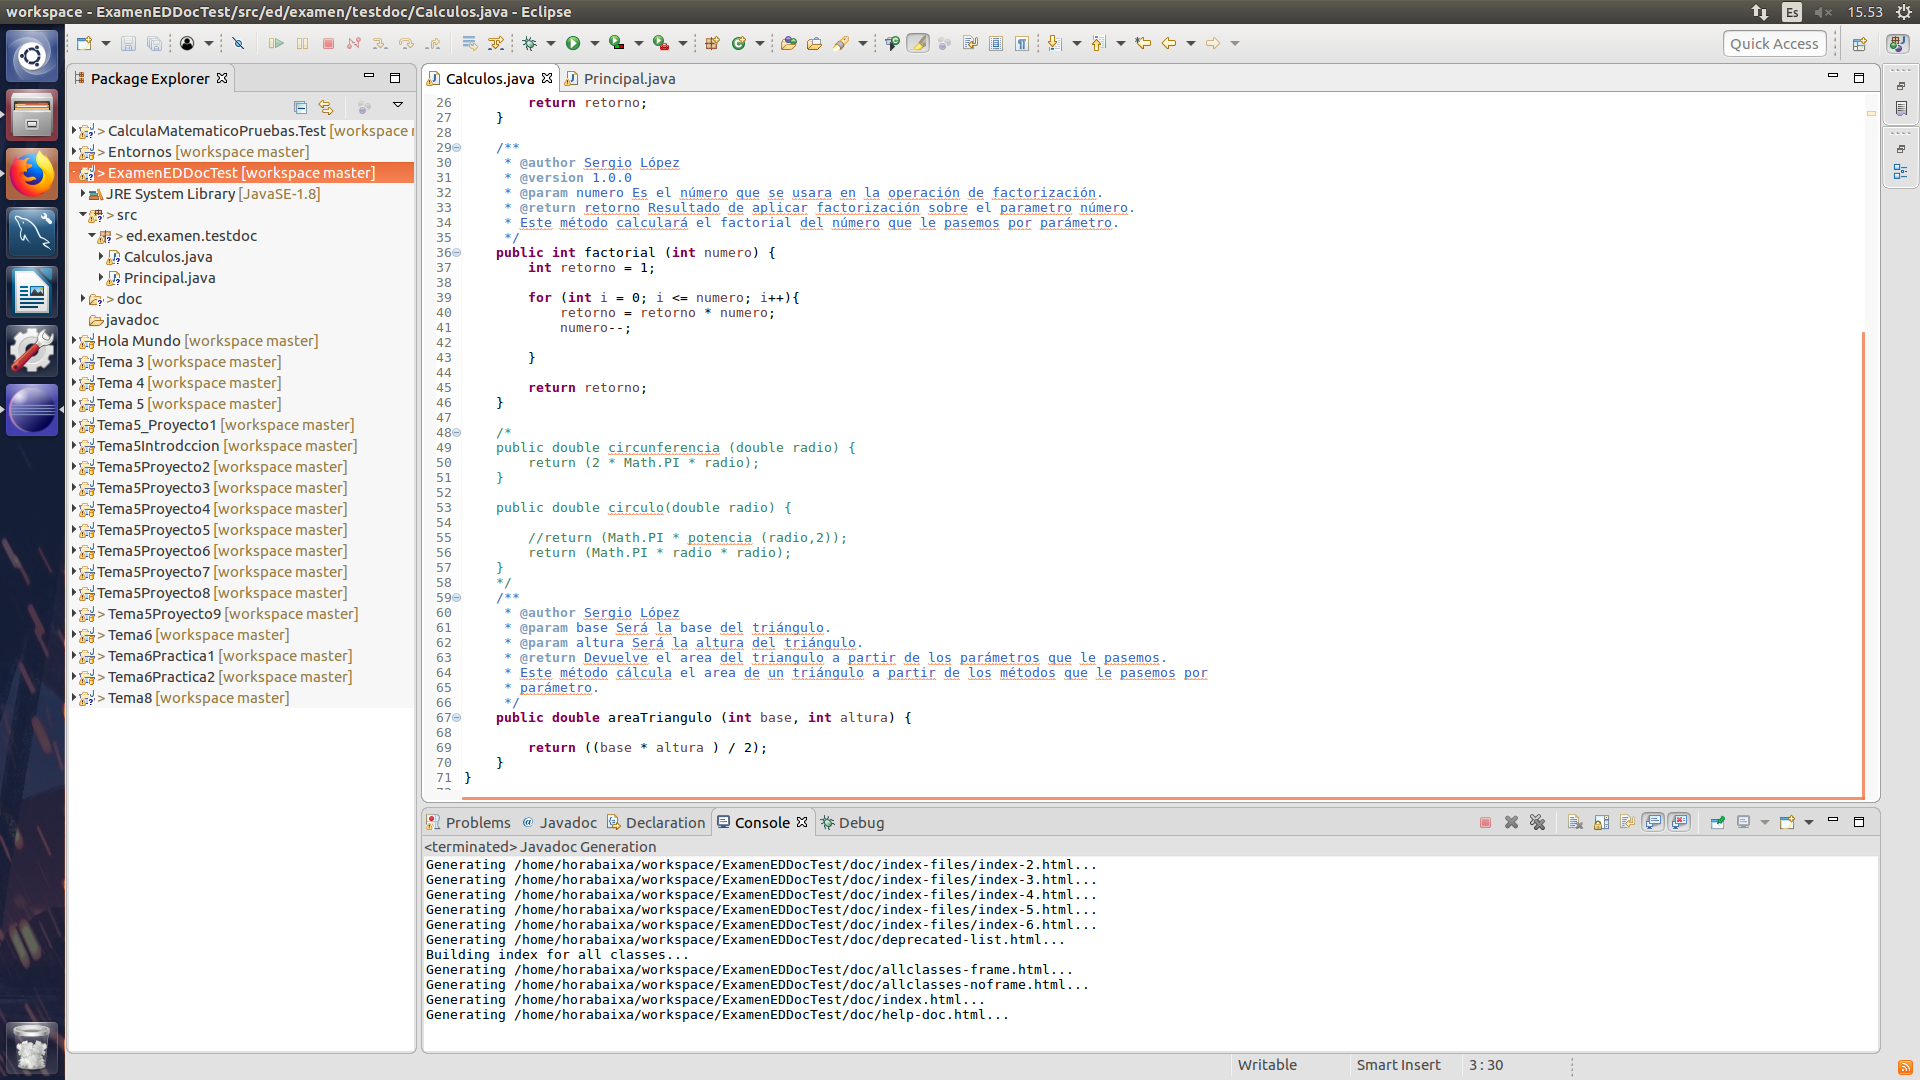 workspace - ExamenEDDocTest/src/ed/examen/testdoc/Calculos.java - Eclipse
Es
15.53
Quick Access
Package Explorer
> CalculaMatematicoPruebas.Test [workspace
> Entornos [workspace master]
> ExamenEDDocTest [workspace master]
JRE System Library [JavaSE-1.8]
> src
> ed.examen.testdoc
Calculos.java
Principal.java
> doc
javadoc
Hola Mundo [workspace master]
Tema 3 [workspace master]
Tema 4 [workspace master]
Tema 5 [workspace master]
Tema5_Proyecto1 [workspace master]
Tema5Introdccion [workspace master]
Tema5Proyecto2 [workspace master]
Tema5Proyecto3 [workspace master]
Tema5Proyecto4 [workspace master]
Tema5Proyecto5 [workspace master]
Tema5Proyecto6 [workspace master]
Tema5Proyecto7 [workspace master]
Tema5Proyecto8 [workspace master]
> Tema5Proyecto9 [workspace master]
> Tema6 [workspace master]
> Tema6Practica1 [workspace master]
> Tema6Practica2 [workspace master]
> Tema8 [workspace master]
Calculos.java
Principal.java
26 return retorno;
27 }
28
29 /**
30 * @author Sergio López
31 * @version 1.0.0
32 * @param numero Es el número que se usara en la operación de factorización.
33 * @return retorno Resultado de aplicar factorización sobre el parametro número.
34 * Este método calculará el factorial del número que le pasemos por parámetro.
35 */
36 public int factorial (int numero) {
37 int retorno = 1;
38
39 for (int i = 0; i <= numero; i++){
40 retorno = retorno * numero;
41 numero--;
42
43 }
44
45 return retorno;
46 }
47
48 /*
49 public double circunferencia (double radio) {
50 return (2 * Math.PI * radio);
51 }
52
53 public double circulo(double radio) {
54
55 //return (Math.PI * potencia (radio,2));
56 return (Math.PI * radio * radio);
57 }
58 */
59 /**
60 * @author Sergio López
61 * @param base Será la base del triángulo.
62 * @param altura Será la altura del triángulo.
63 * @return Devuelve el area del triangulo a partir de los parámetros que le pasemos.
64 * Este método cálcula el area de un triángulo a partir de los métodos que le pasemos por
65 * parámetro.
66 */
67 public double areaTriangulo (int base, int altura) {
68
69 return ((base * altura ) / 2);
70 }
71 }
Problems
Javadoc
Declaration
Console
Debug
<terminated> Javadoc Generation
Generating /home/horabaixa/workspace/ExamenEDDocTest/doc/index-files/index-2.html...
Generating /home/horabaixa/workspace/ExamenEDDocTest/doc/index-files/index-3.html...
Generating /home/horabaixa/workspace/ExamenEDDocTest/doc/index-files/index-4.html...
Generating /home/horabaixa/workspace/ExamenEDDocTest/doc/index-files/index-5.html...
Generating /home/horabaixa/workspace/ExamenEDDocTest/doc/index-files/index-6.html...
Generating /home/horabaixa/workspace/ExamenEDDocTest/doc/deprecated-list.html...
Building index for all classes...
Generating /home/horabaixa/workspace/ExamenEDDocTest/doc/allclasses-frame.html...
Generating /home/horabaixa/workspace/ExamenEDDocTest/doc/allclasses-noframe.html...
Generating /home/horabaixa/workspace/ExamenEDDocTest/doc/index.html...
Generating /home/horabaixa/workspace/ExamenEDDocTest/doc/help-doc.html...
Writable
Smart Insert
3 : 30